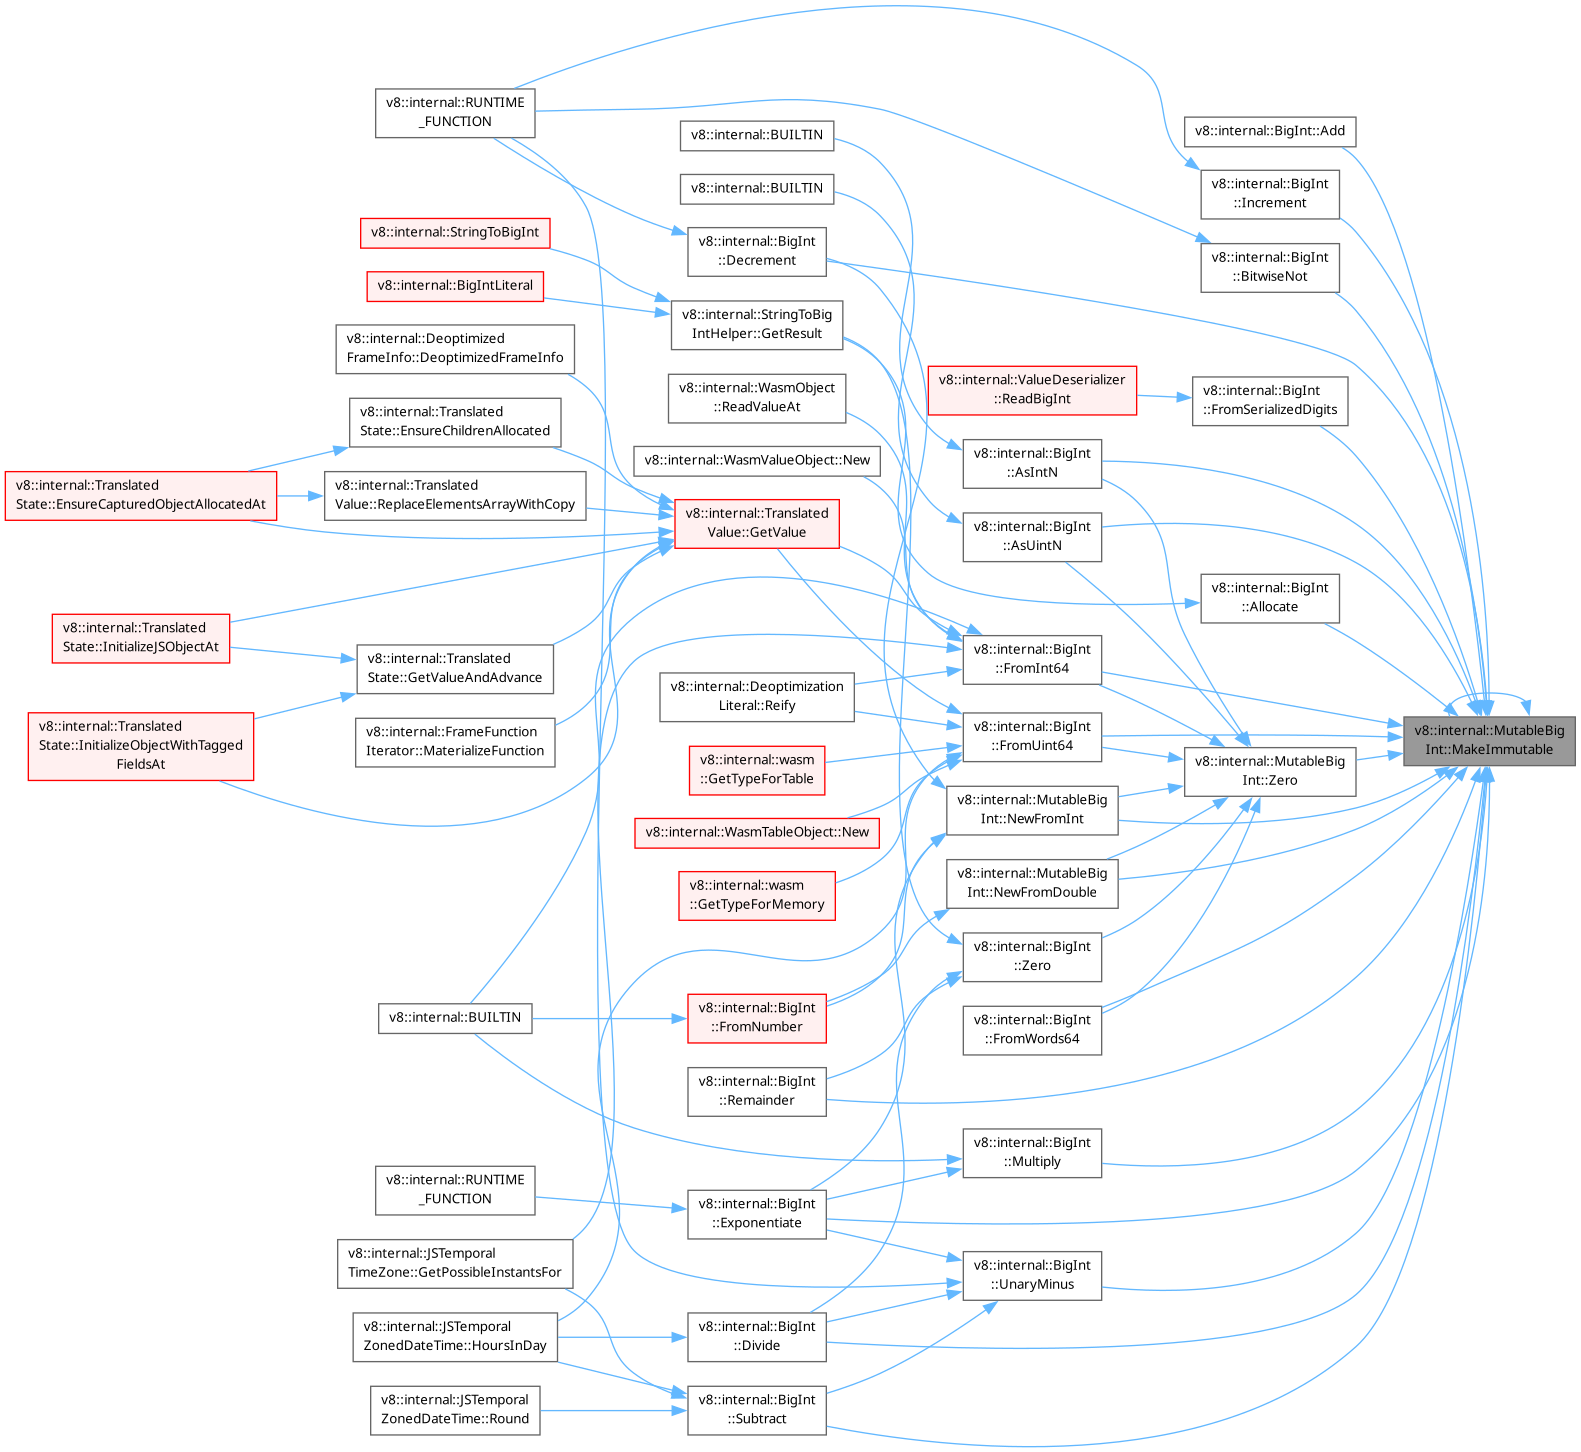 v8::internal::RUNTIME
_FUNCTION
v8::internal::BUILTIN
v8::internal::BigInt::Add
v8::internal::BUILTIN
v8::internal::BigInt
::Increment
v8::internal::StringToBigInt
v8::internal::BigInt
::Decrement
v8::internal::BigInt
::BitwiseNot
v8::internal::BigIntLiteral
v8::internal::StringToBig
IntHelper::GetResult
v8::internal::Deoptimized
FrameInfo::DeoptimizedFrameInfo
v8::internal::WasmObject
::ReadValueAt
v8::internal::ValueDeserializer
::ReadBigInt
v8::internal::BigInt
::FromSerializedDigits
v8::internal::Translated
State::EnsureChildrenAllocated
v8::internal::WasmValueObject::New
v8::internal::BigInt
::AsIntN
v8::internal::Translated
State::EnsureCapturedObjectAllocatedAt
v8::internal::Translated
Value::ReplaceElementsArrayWithCopy
v8::internal::Translated
Value::GetValue
v8::internal::BigInt
::AsUintN
v8::internal::BigInt
::Allocate
v8::internal::Translated
State::InitializeJSObjectAt
v8::internal::Translated
State::GetValueAndAdvance
v8::internal::BigInt
::FromInt64
v8::internal::Deoptimization
Literal::Reify
v8::internal::Translated
State::InitializeObjectWithTagged
FieldsAt
v8::internal::FrameFunction
Iterator::MaterializeFunction
v8::internal::BigInt
::FromUint64
v8::internal::MutableBig
Int::MakeImmutable
v8::internal::wasm
::GetTypeForTable
v8::internal::MutableBig
Int::Zero
v8::internal::WasmTableObject::New
v8::internal::MutableBig
Int::NewFromInt
v8::internal::wasm
::GetTypeForMemory
v8::internal::MutableBig
Int::NewFromDouble
v8::internal::BigInt
::Zero
v8::internal::BUILTIN
v8::internal::BigInt
::FromNumber
v8::internal::BigInt
::FromWords64
v8::internal::BigInt
::Remainder
v8::internal::BigInt
::Multiply
v8::internal::RUNTIME
_FUNCTION
v8::internal::BigInt
::Exponentiate
v8::internal::JSTemporal
TimeZone::GetPossibleInstantsFor
v8::internal::BigInt
::UnaryMinus
v8::internal::JSTemporal
ZonedDateTime::HoursInDay
v8::internal::BigInt
::Divide
v8::internal::JSTemporal
ZonedDateTime::Round
v8::internal::BigInt
::Subtract